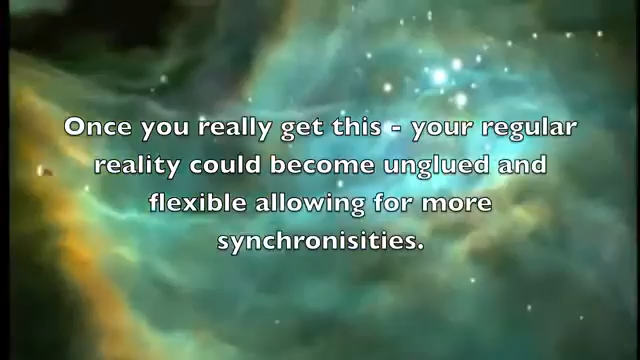 Once you really get this - your regular
reality could become unglued and
flexible allowing for more
synchronisities.